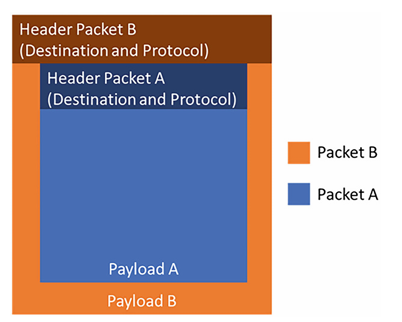 Header Packet B
(Destination and Protocol)
Header Packet A
(Destination and Protocol)
Packet B
Packet A
Payload A
Payload B